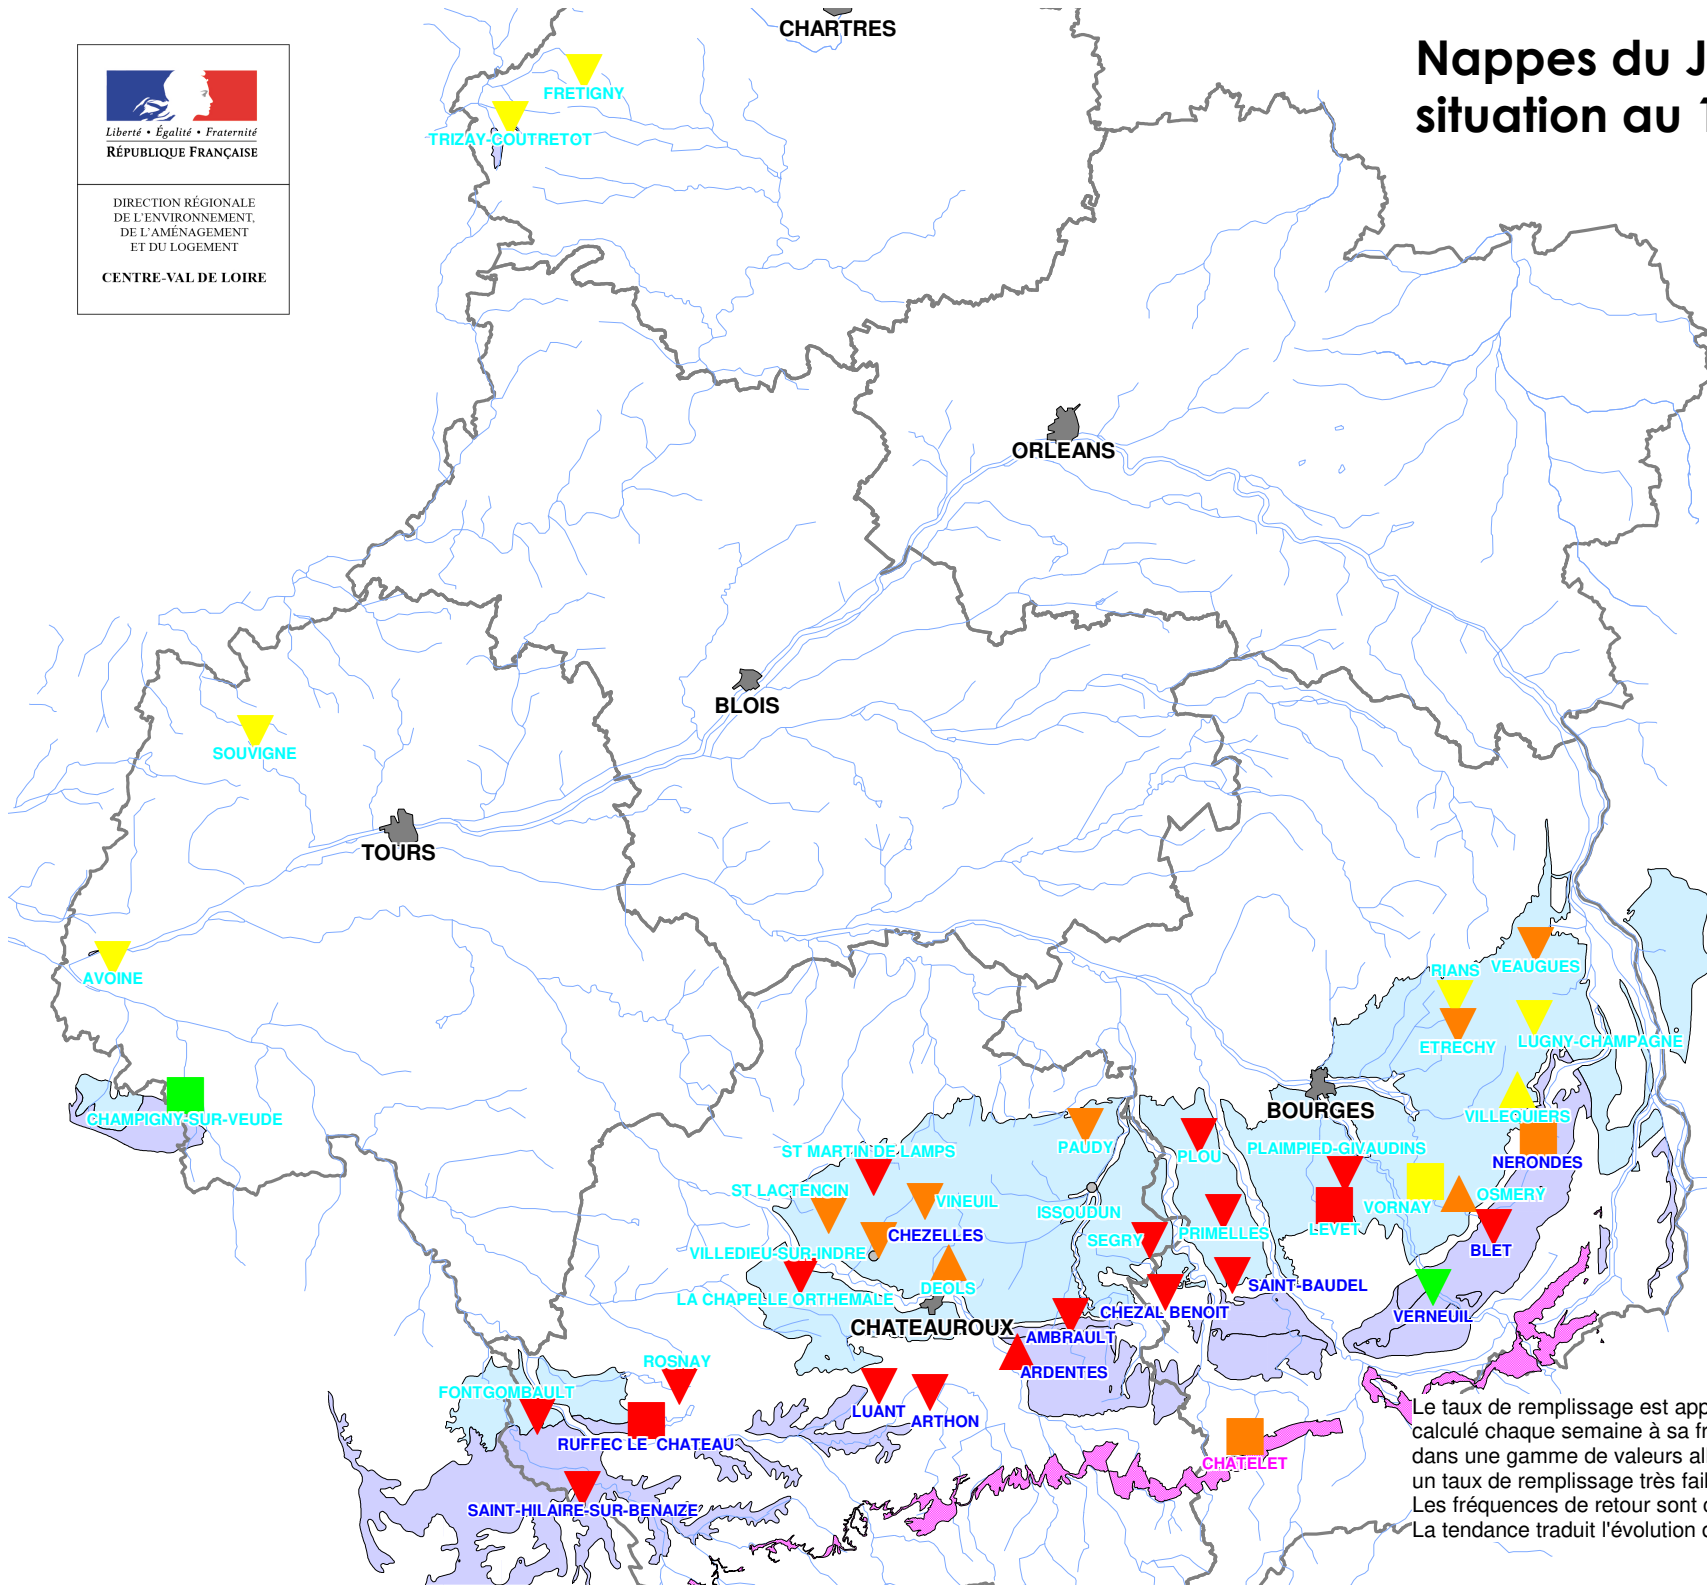 CHARTRES
Nappes du J
situation au 1
Liberté • Égalité • Fraternité
RÉPUBLIQUE FRANÇAISE
DIRECTION RÉGIONALE
DE L'ENVIRONNEMENT,
DE L'AMÉNAGEMENT
ET DU LOGEMENT
CENTRE-VAL DE LOIRE
FRETIGNY
TRIZAY-COUTRETOT
ORLEANS
BLOIS
SOUVIGNE
TOURS
AVOINE
CHAMPIGNY-SUR-VEUDE
RIANS
VEAUGUES
ETRECHY
LUGNY-CHAMPAGNE
BOURGES
VILLEQUIERS
PLAIMPIED-GIVAUDINS
NERONDES
PAUDY
PLOU
ST MARTIN DE LAMPS
ST LACTENCIN
VINEUIL
ISSOUDUN
VORNAY
OSMERY
LEVET
PRIMELLES
SEGRY
CHEZELLES
BLET
VILLEDIEU-SUR-INDRE
DEOLS
LA CHAPELLE ORTHEMALE
SAINT-BAUDEL
CHEZAL BENOIT
VERNEUIL
CHATEAUROUX
AMBRAULT
ARDENTES
ROSNAY
FONTGOMBAULT
LUANT
ARTHON
RUFFEC LE CHATEAU
CHATELET
SAINT-HILAIRE-SUR-BENAIZE
Le taux de remplissage est app
calculé chaque semaine à sa fr
dans une gamme de valeurs all
un taux de remplissage très faib
Les fréquences de retour sont d
La tendance traduit l'évolution d